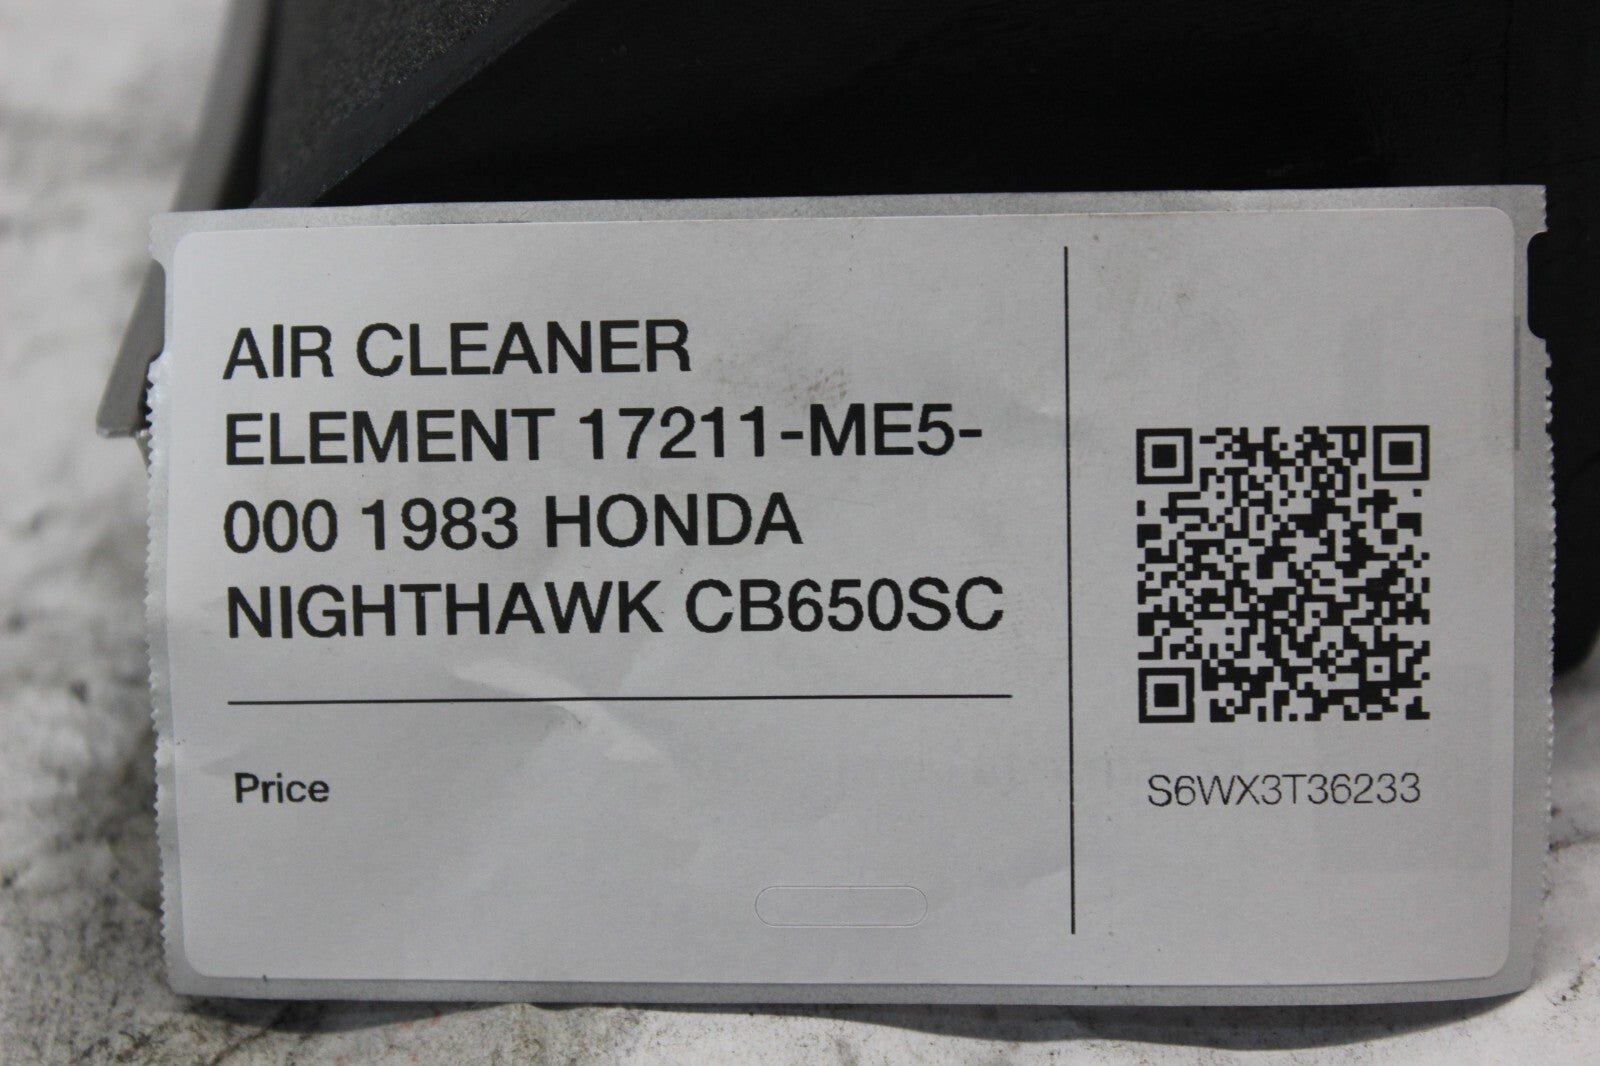 AIR CLEANER
ELEMENT 17211-ME5-
000 1983 HONDA
NIGHTHAWK CB650SC
Price
S6WX3T36233